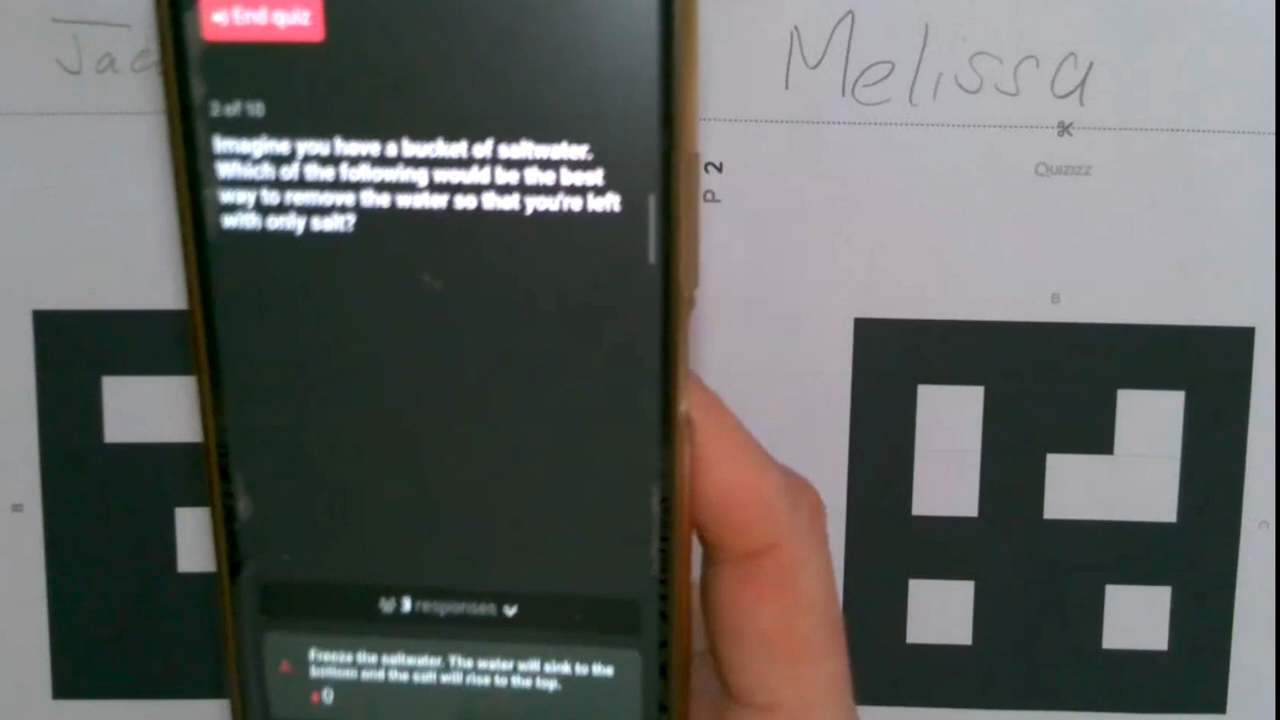 Jac
Melissa
End quiz
2 of 10
Imagine you have a bucket of saltwater.
Which of the following would be the best
way to remove the water so that you're left
with only salt?
P 2
Quizizz
B
B
C
3 responses
A
Freeze the saltwater. The water will sink to the
bottom and the salt will rise to the top.
0